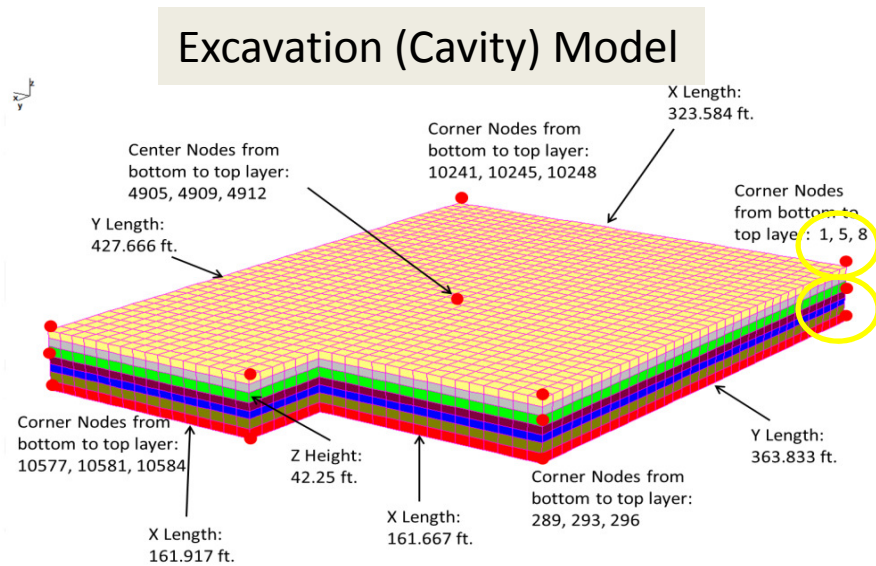 Excavation (Cavity) Model
z
x
y
X Length:
323.584 ft.
Corner Nodes from
bottom to top layer:
10241, 10245, 10248
Center Nodes from
bottom to top layer:
4905, 4909, 4912
Corner Nodes
from bottom to
top layer: 1, 5, 8
Y Length:
427.666 ft.
Corner Nodes from
bottom to top layer:
10577, 10581, 10584
Z Height:
42.25 ft.
Y Length:
363.833 ft.
Corner Nodes from
bottom to top layer:
289, 293, 296
X Length:
161.667 ft.
X Length:
161.917 ft.